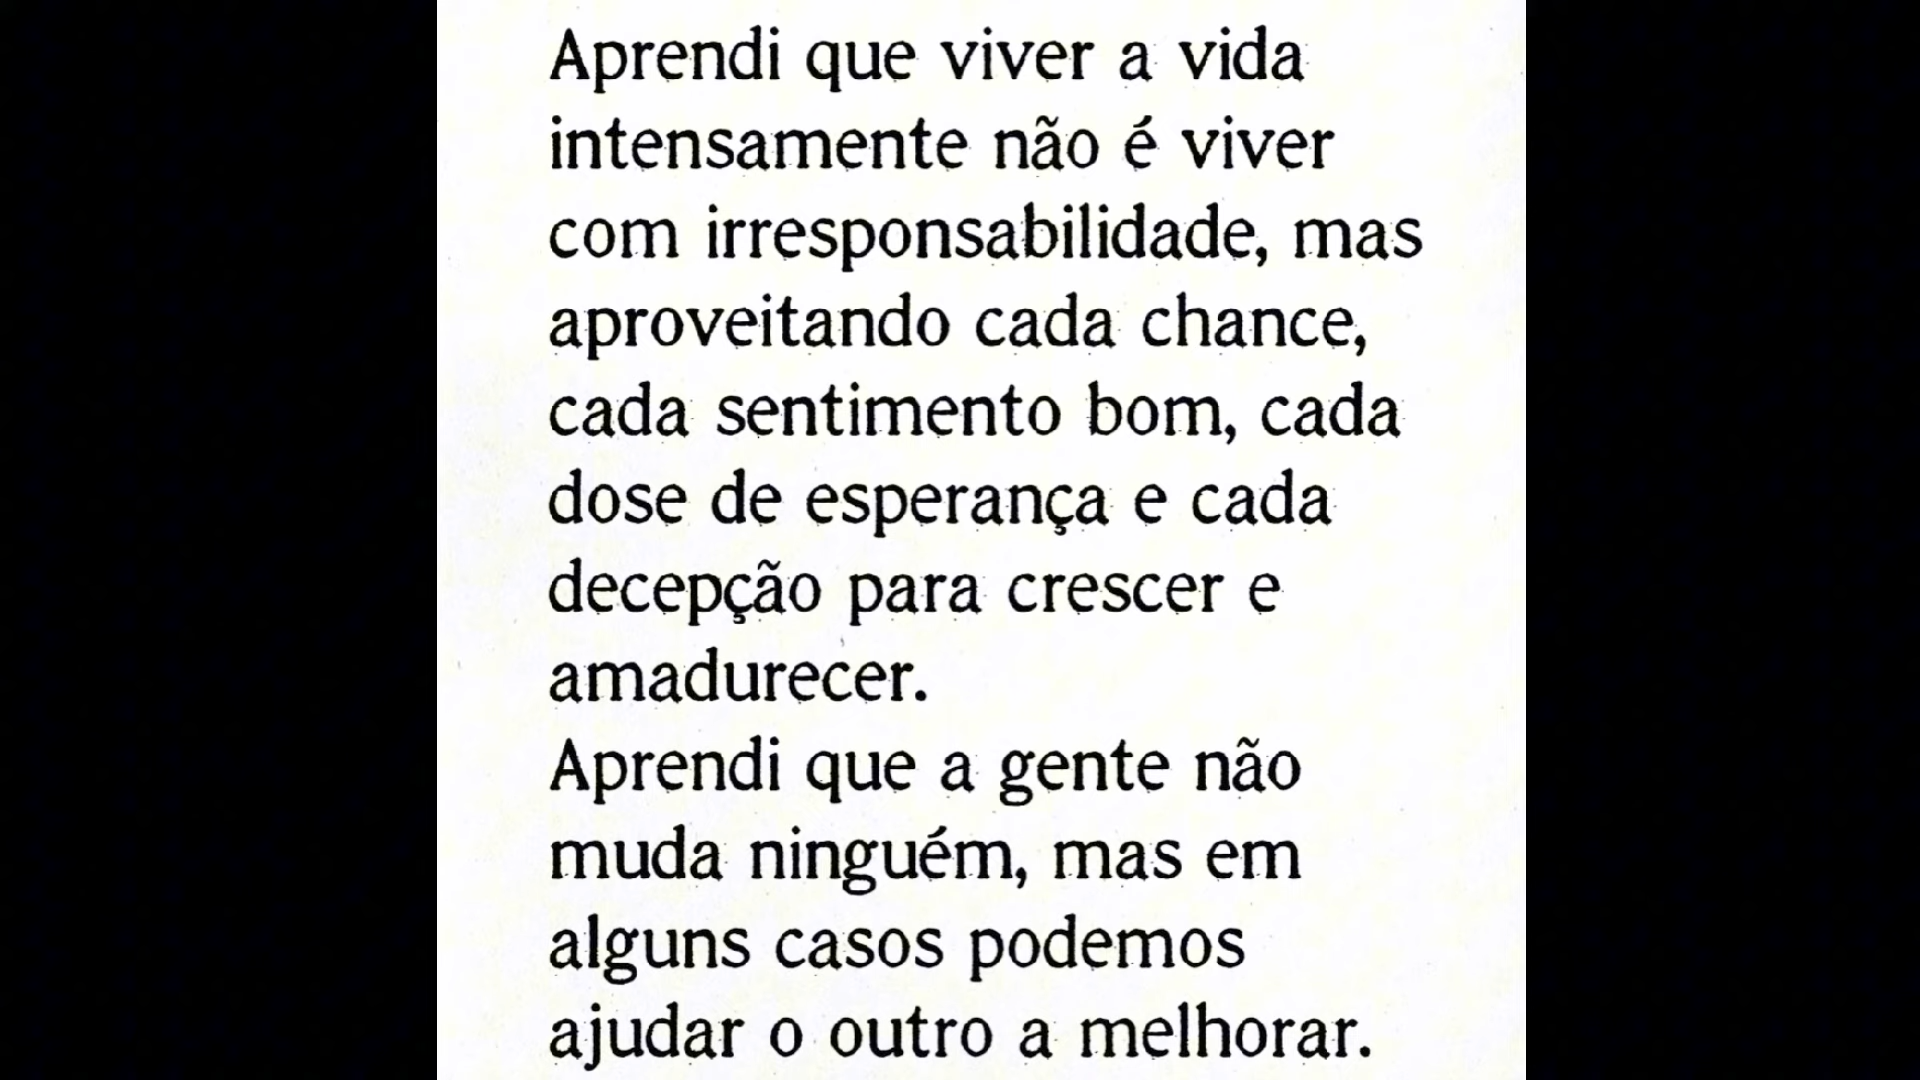 Aprendi que viver a vida
intensamente não é viver
com irresponsabilidade, mas
aproveitando cada chance,
cada sentimento bom, cada
dose de esperança e cada
decepção para crescer e
amadurecer.
Aprendi que a gente não
muda ninguém, mas em
alguns casos podemos
ajudar o outro a melhorar.